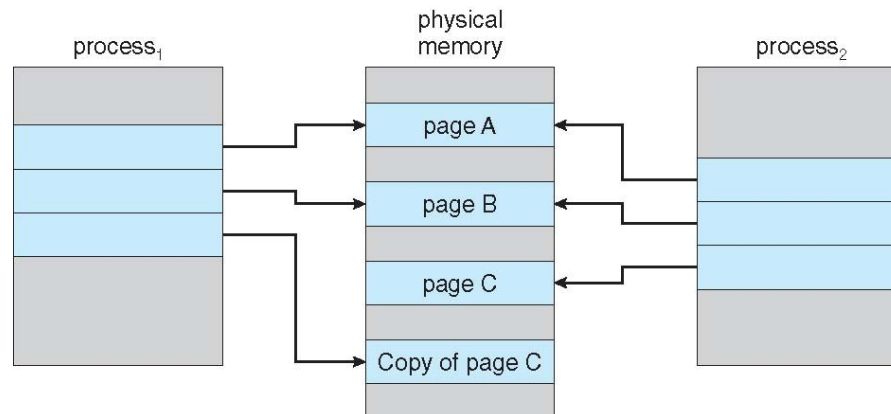 process₁
physical
memory
process₂
page A
page B
page C
Copy of page C